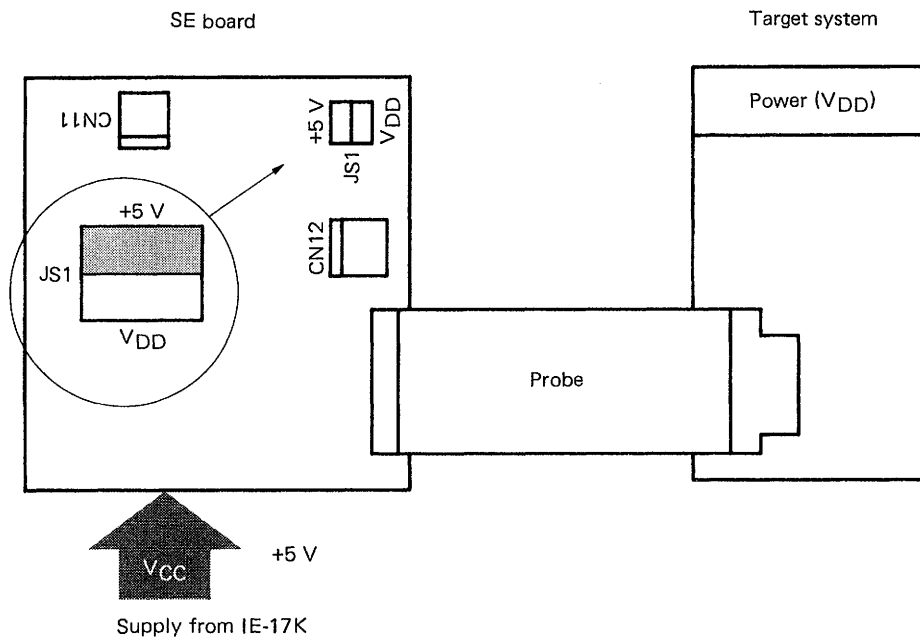 SE board
Target system
CN11
+5 V
JS1
VDD
Power (VDD)
+5 V
JS1
VDD
CN12
Probe
VCC
+5 V
Supply from IE-17K